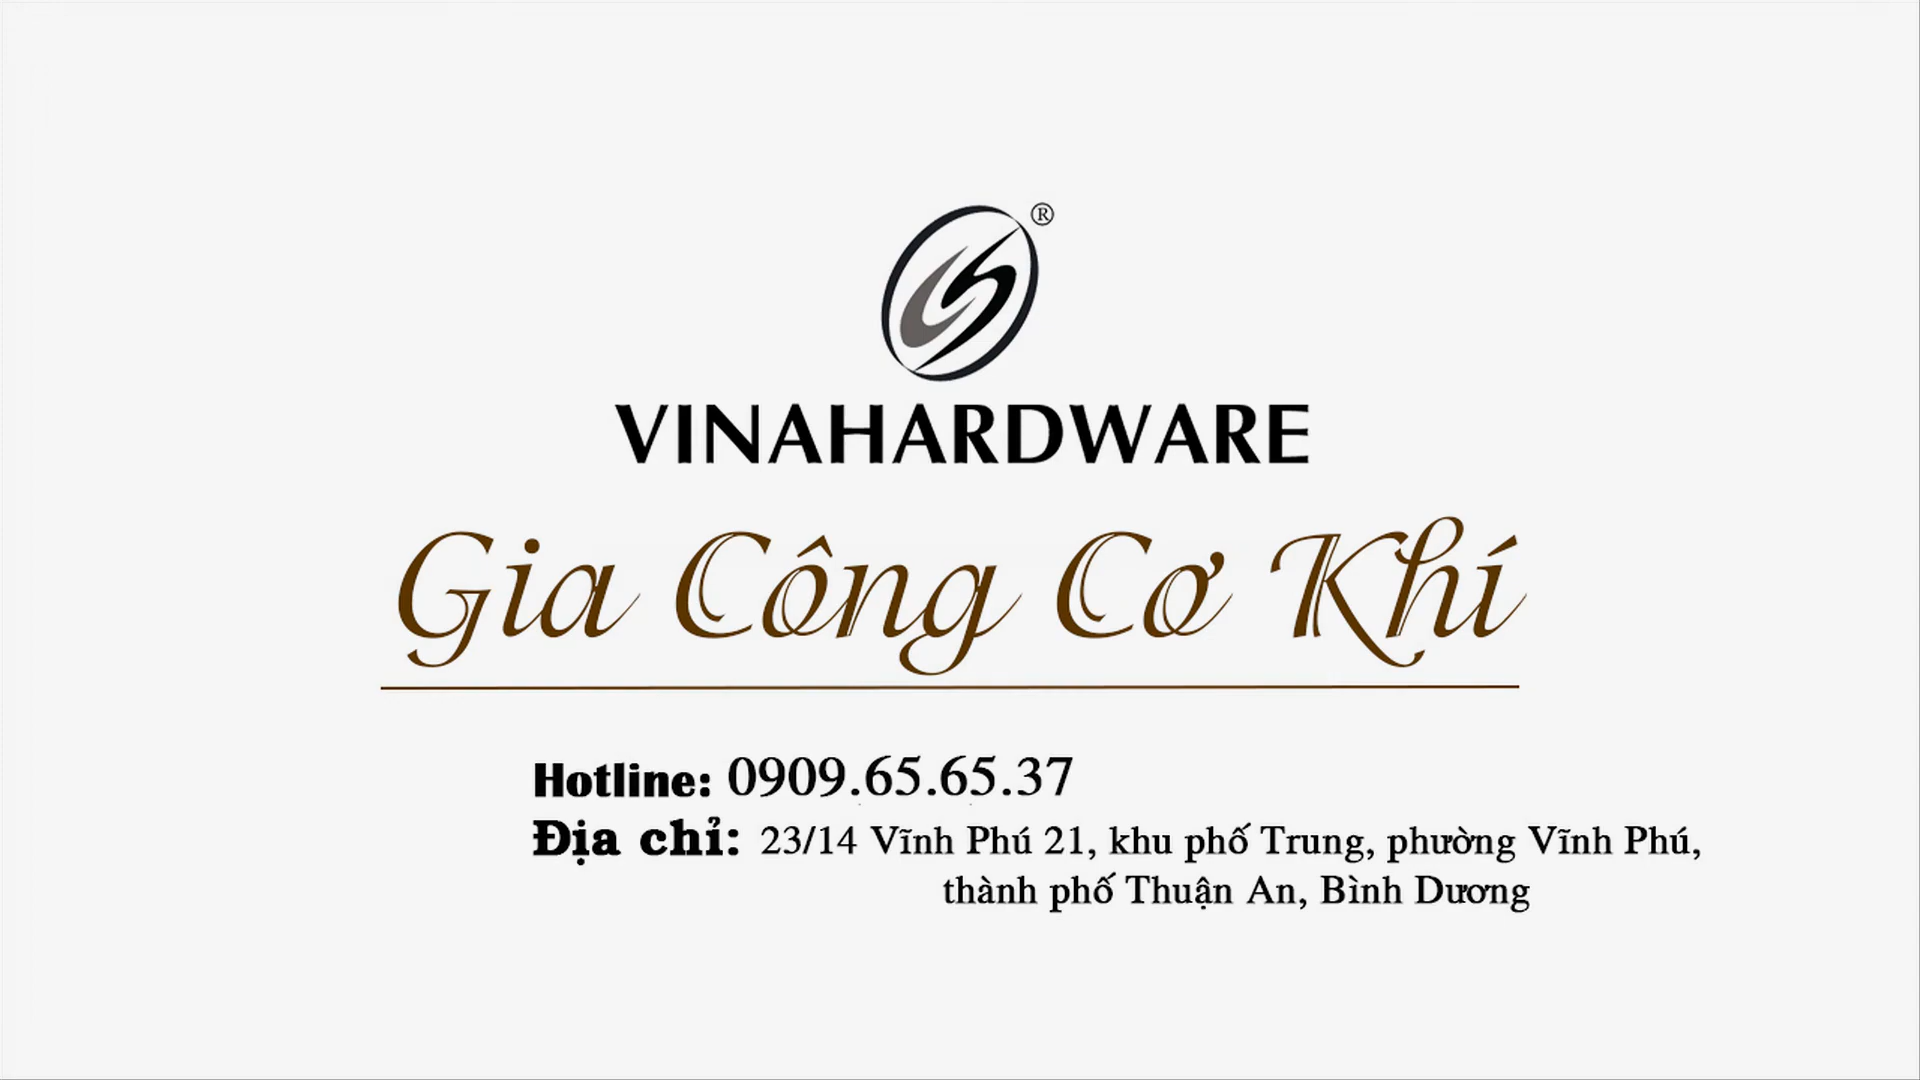 ®
VINAHARDWARE
Gia Công Cơ Khí
Hotline: 0909.65.65.37
Địa chỉ: 23/14 Vĩnh Phú 21, khu phố Trung, phường Vĩnh Phú,
thành phố Thuận An, Bình Dương